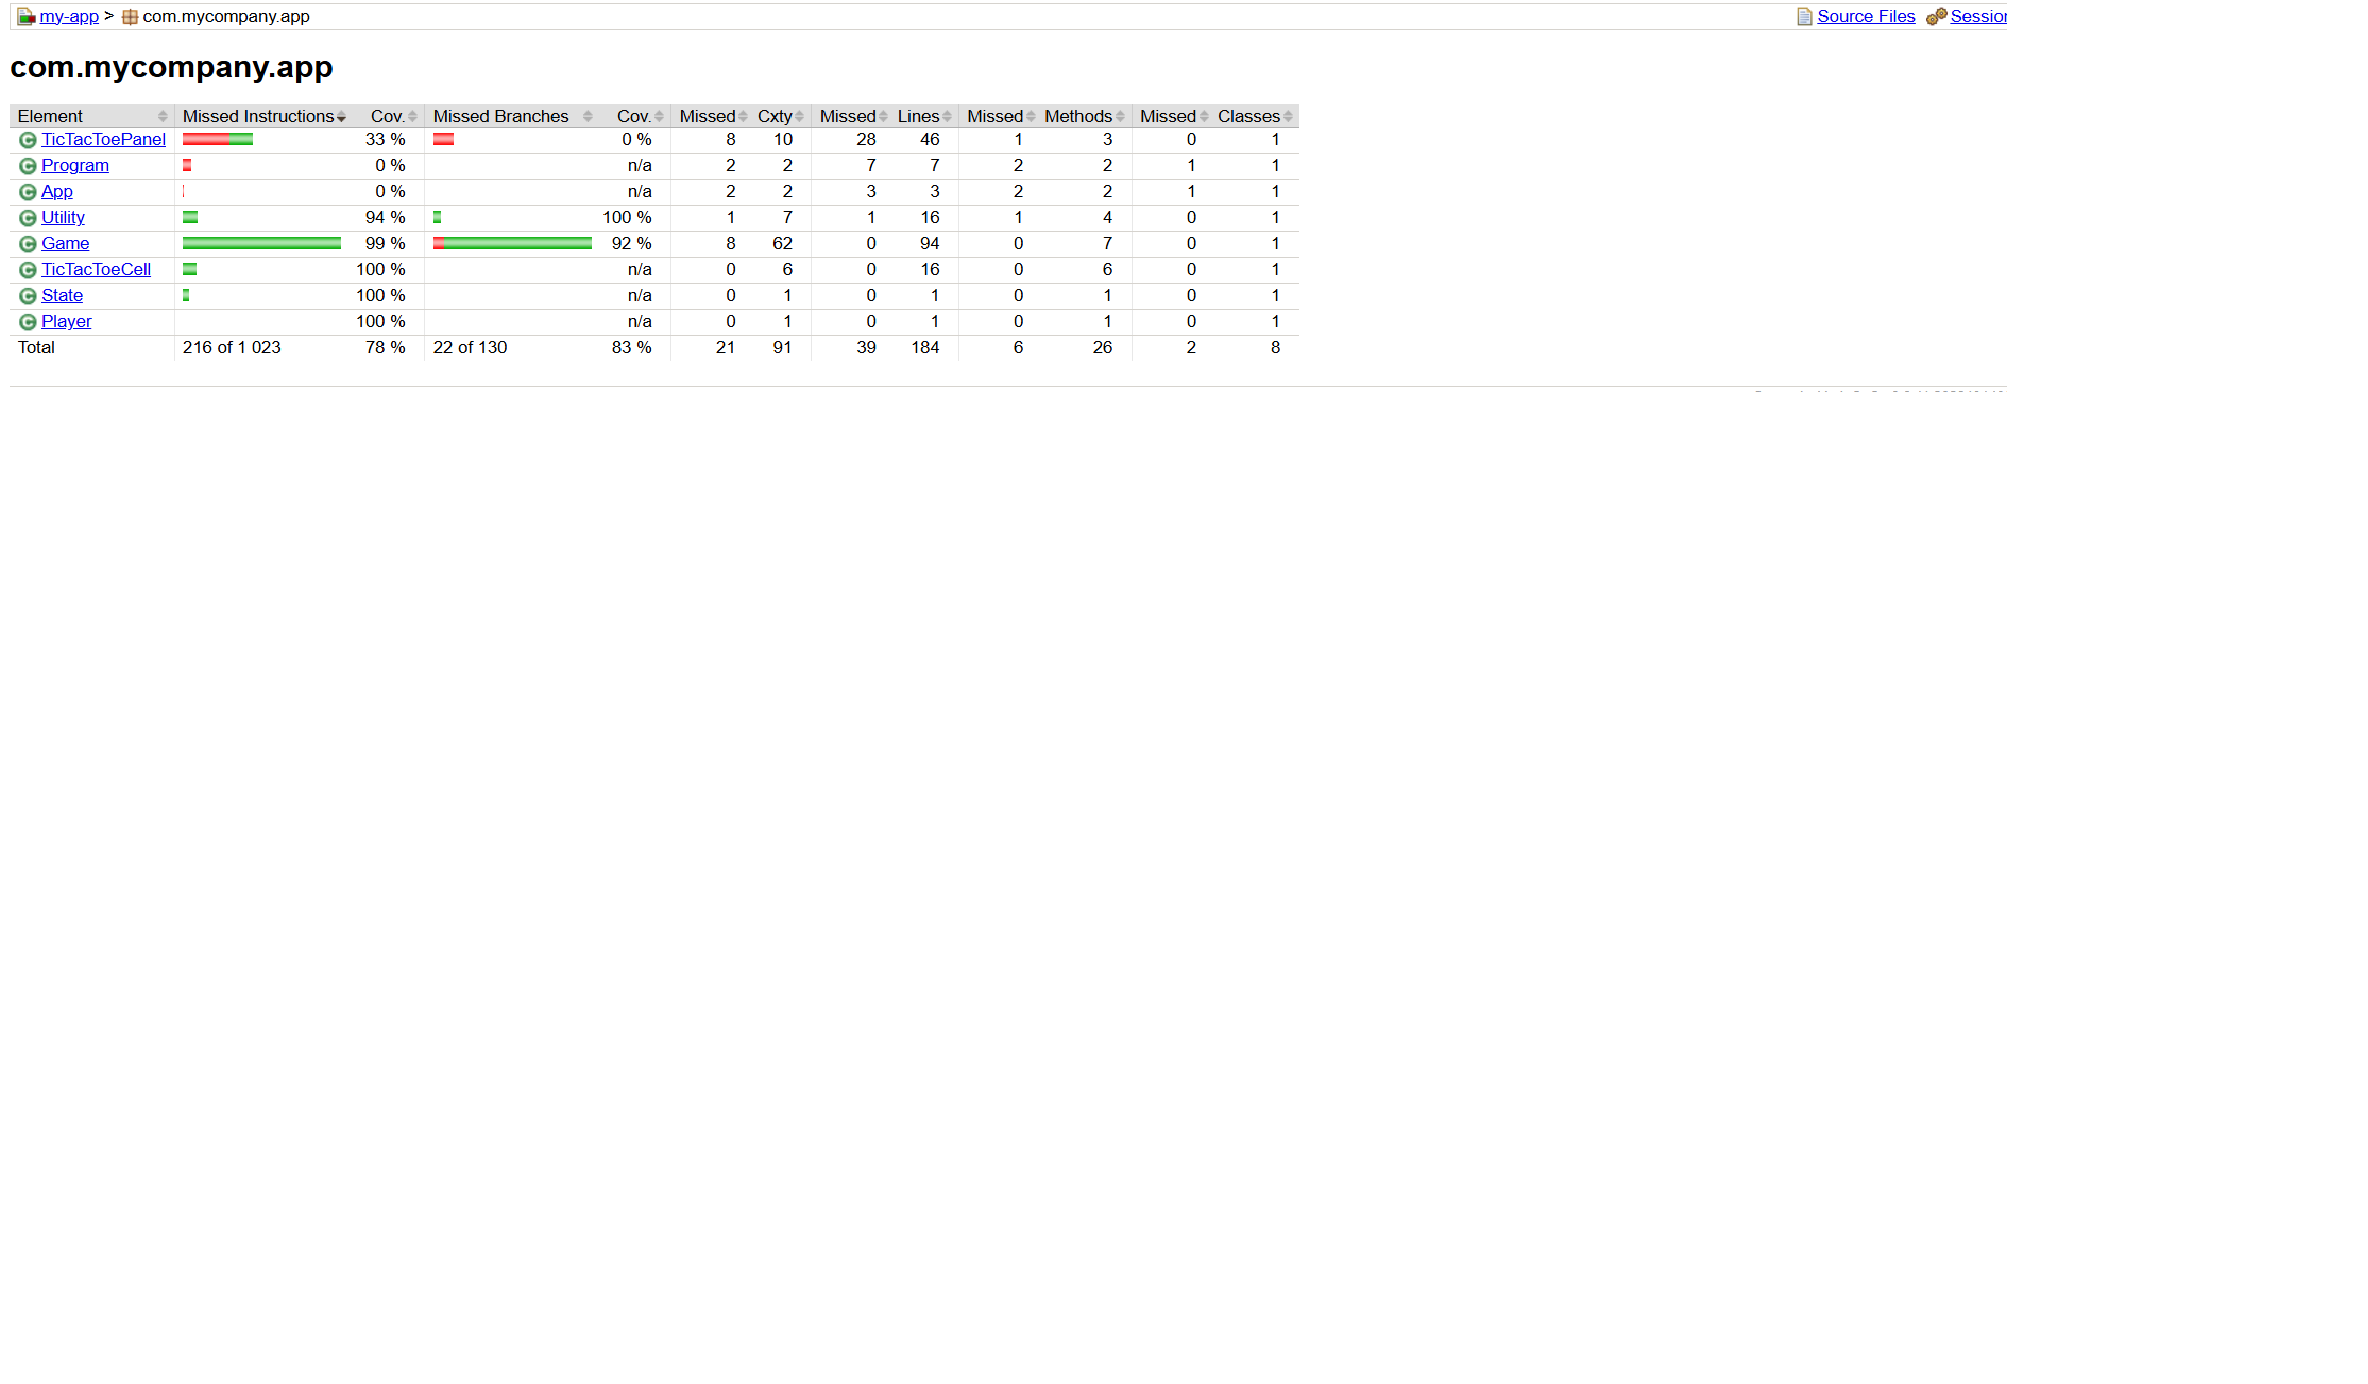 my-app > com.mycompany.app Source Files
com.mycompany.app
Element Missed Instructions Cov. Missed Branches Cov. Missed Cxty Missed Lines Missed Methods Missed Classes
TicTacToePanel 33 % 0 % 8 10 28 46 1 3 0 1
Program 0 % n/a 2 2 7 7 2 2 1 1
App 0 % n/a 2 2 3 3 2 2 1 1
Utility 94 % 100 % 1 7 1 16 1 4 0 1
Game 99 % 92 % 8 62 0 94 0 7 0 1
TicTacToeCell 100 % n/a 0 6 0 16 0 6 0 1
State 100 % n/a 0 1 0 1 0 1 0 1
Player 100 % n/a 0 1 0 1 0 1 0 1
Total 216 of 1 023 78 % 22 of 130 83 % 21 91 39 184 6 26 2 8